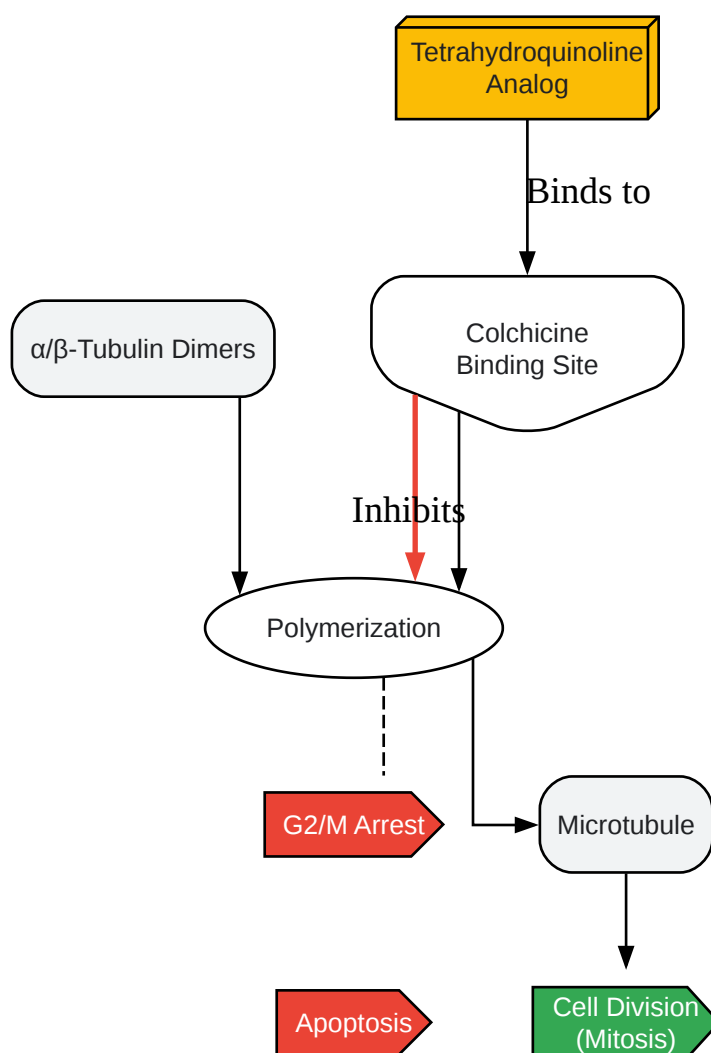 Tetrahydroquinoline
Analog
Binds to
α/β-Tubulin Dimers
Colchicine
Binding Site
Inhibits
Polymerization
G2/M Arrest
Microtubule
Apoptosis
Cell Division
(Mitosis)